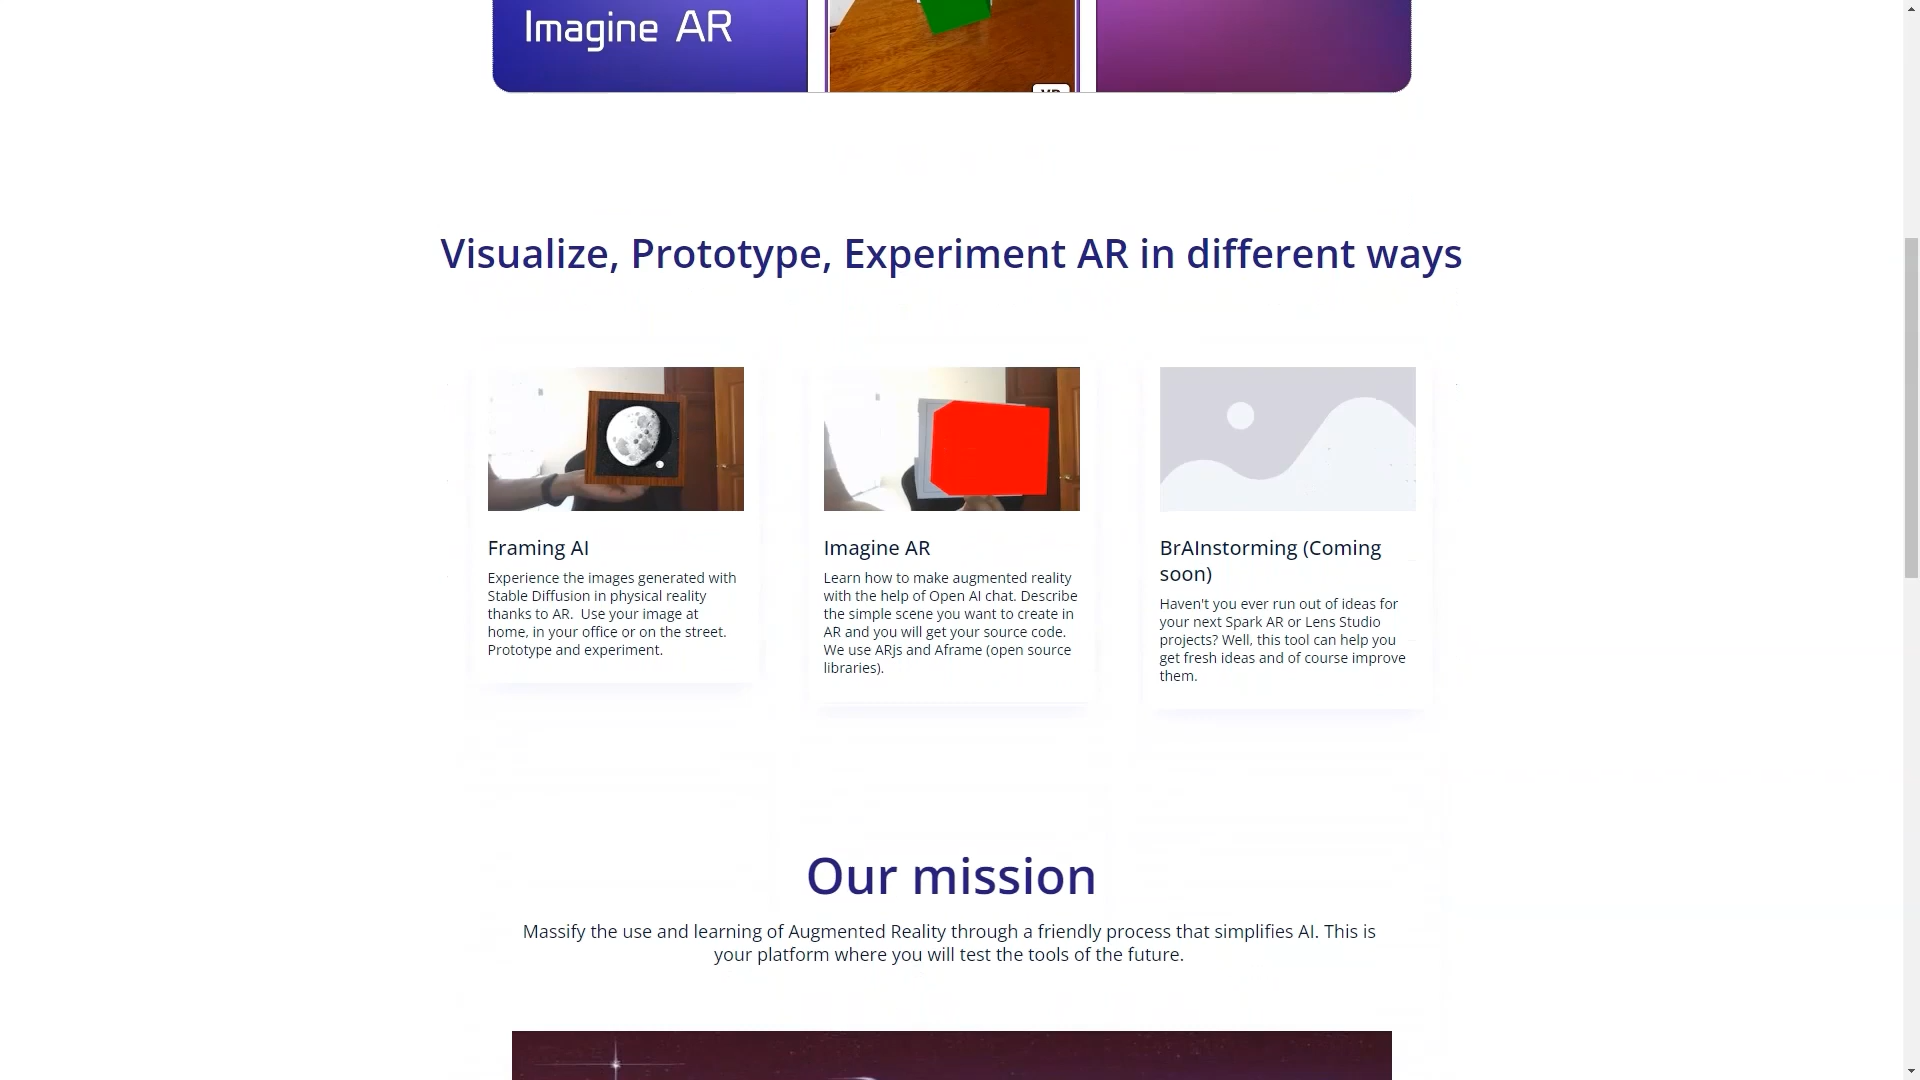 Imagine AR
Visualize, Prototype, Experiment AR in different ways
Framing AI
Experience the images generated with
Stable Diffusion in physical reality
thanks to AR.  Use your image at
home, in your office or on the street.
Prototype and experiment.
Imagine AR
Learn how to make augmented reality
with the help of Open AI chat. Describe
the simple scene you want to create in
AR and you will get your source code.
We use ARjs and Aframe (open source
libraries).
BrAInstorming (Coming
soon)
Haven't you ever run out of ideas for
your next Spark AR or Lens Studio
projects? Well, this tool can help you
get fresh ideas and of course improve
them.
Our mission
Massify the use and learning of Augmented Reality through a friendly process that simplifies AI. This is
your platform where you will test the tools of the future.